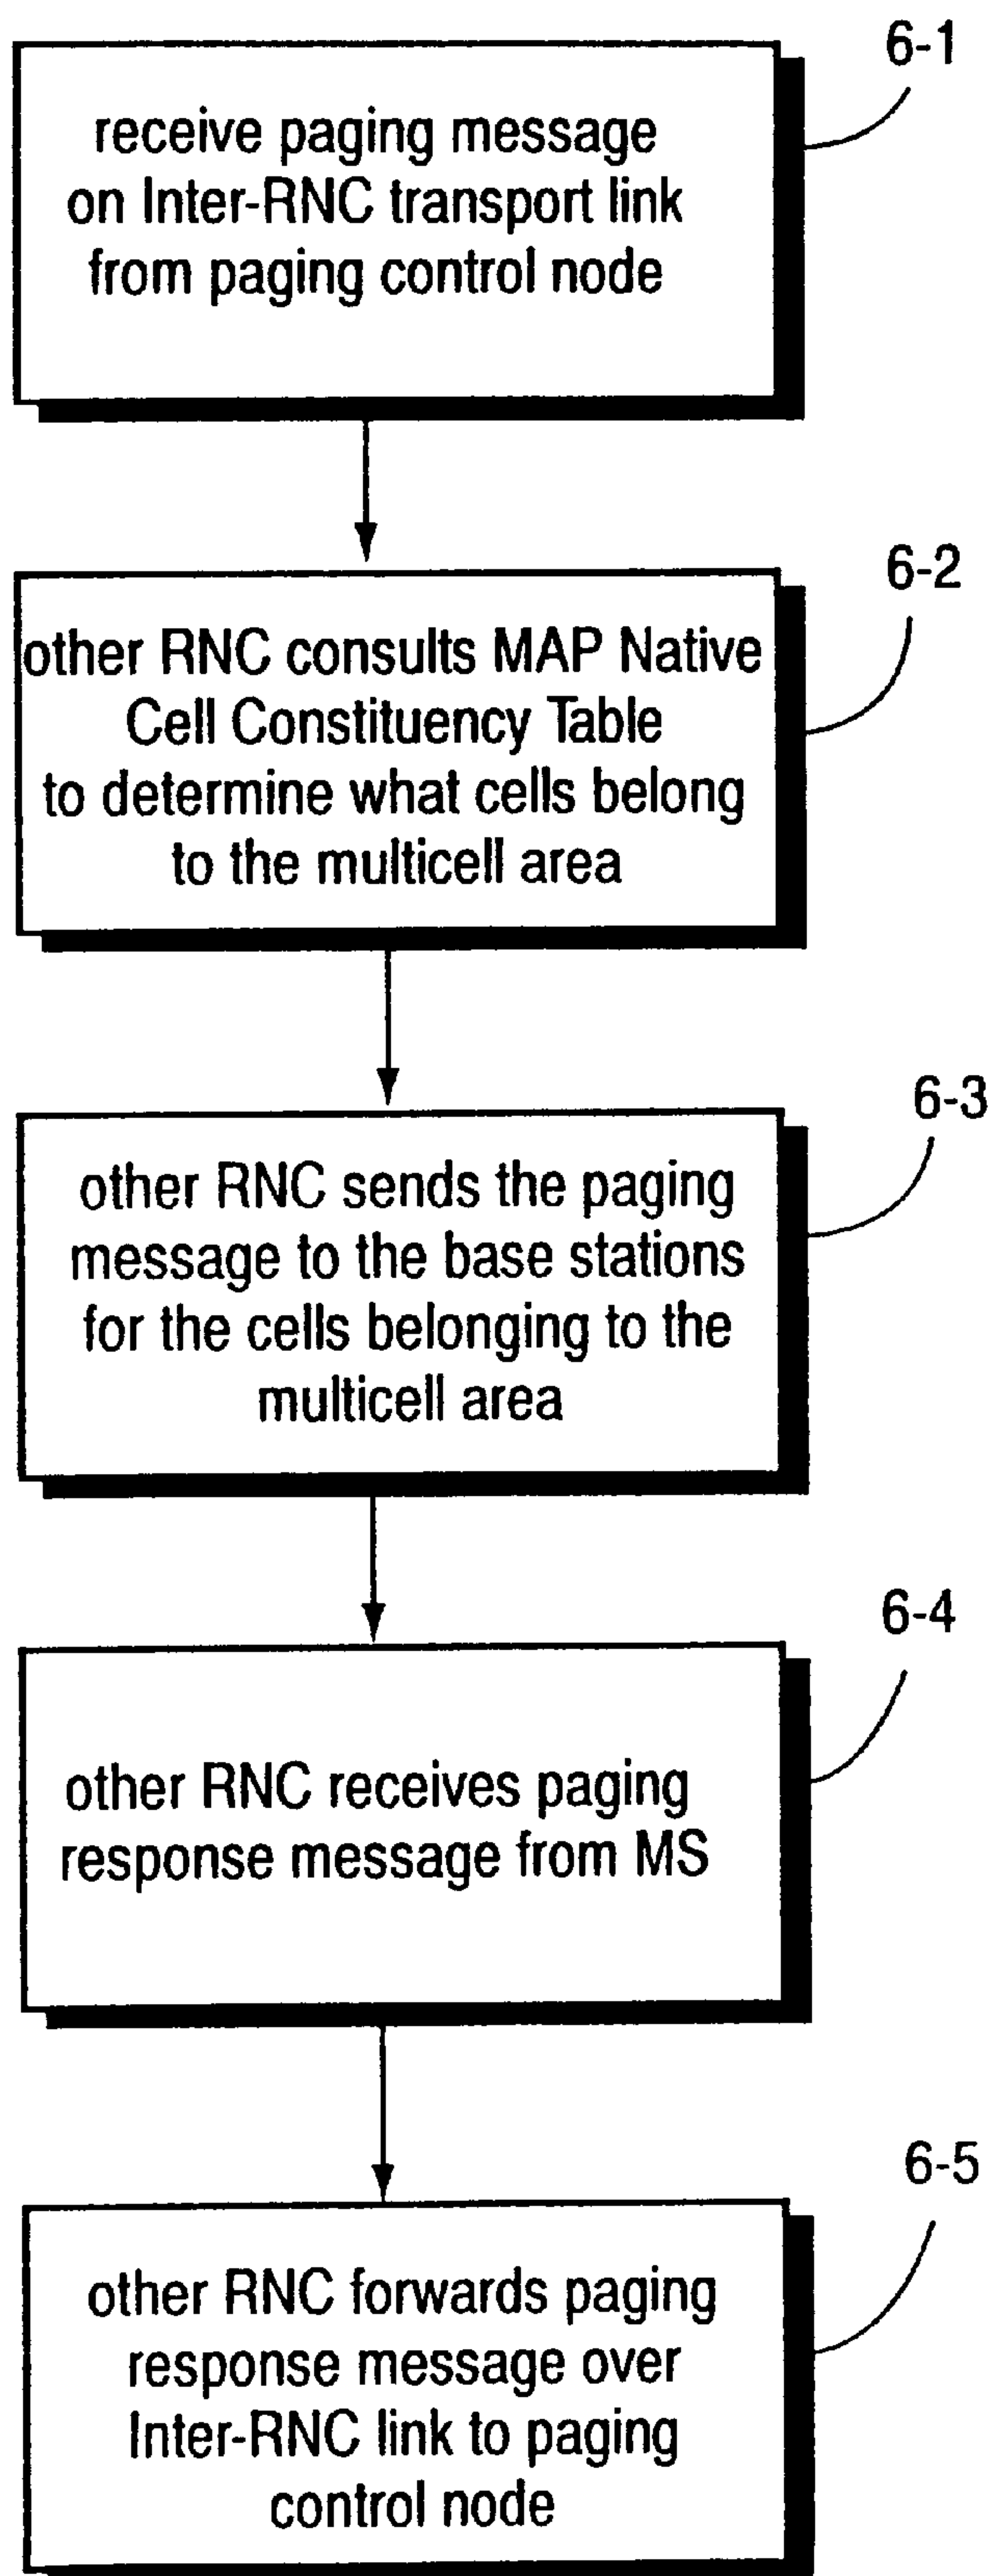 6-1
receive paging message
on Inter-RNC transport link
from paging control node
6-2
other RNC consults MAP Native
Cell Constituency Table
to determine what cells belong
to the multicell area
6-3
other RNC sends the paging
message to the base stations
for the cells belonging to the
multicell area
6-4
other RNC receives paging
response message from MS
6-5
other RNC forwards paging
response message over
Inter-RNC link to paging
control node